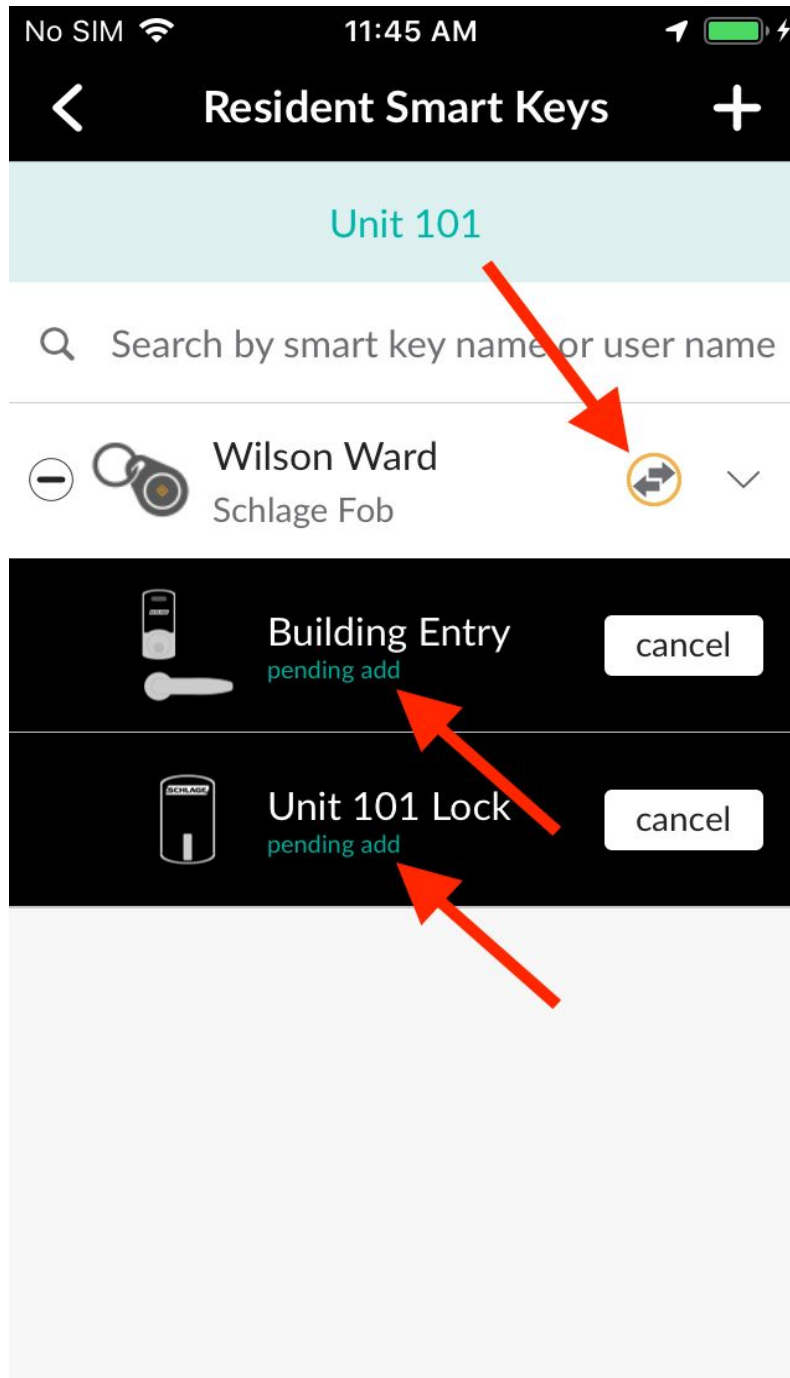 No SIM 11:45 AM
Resident Smart Keys
Unit 101
Search by smart key name or user name
Wilson Ward
Schlage Fob
Building Entry
pending add
cancel
SCHLAGE
Unit 101 Lock
pending add
cancel